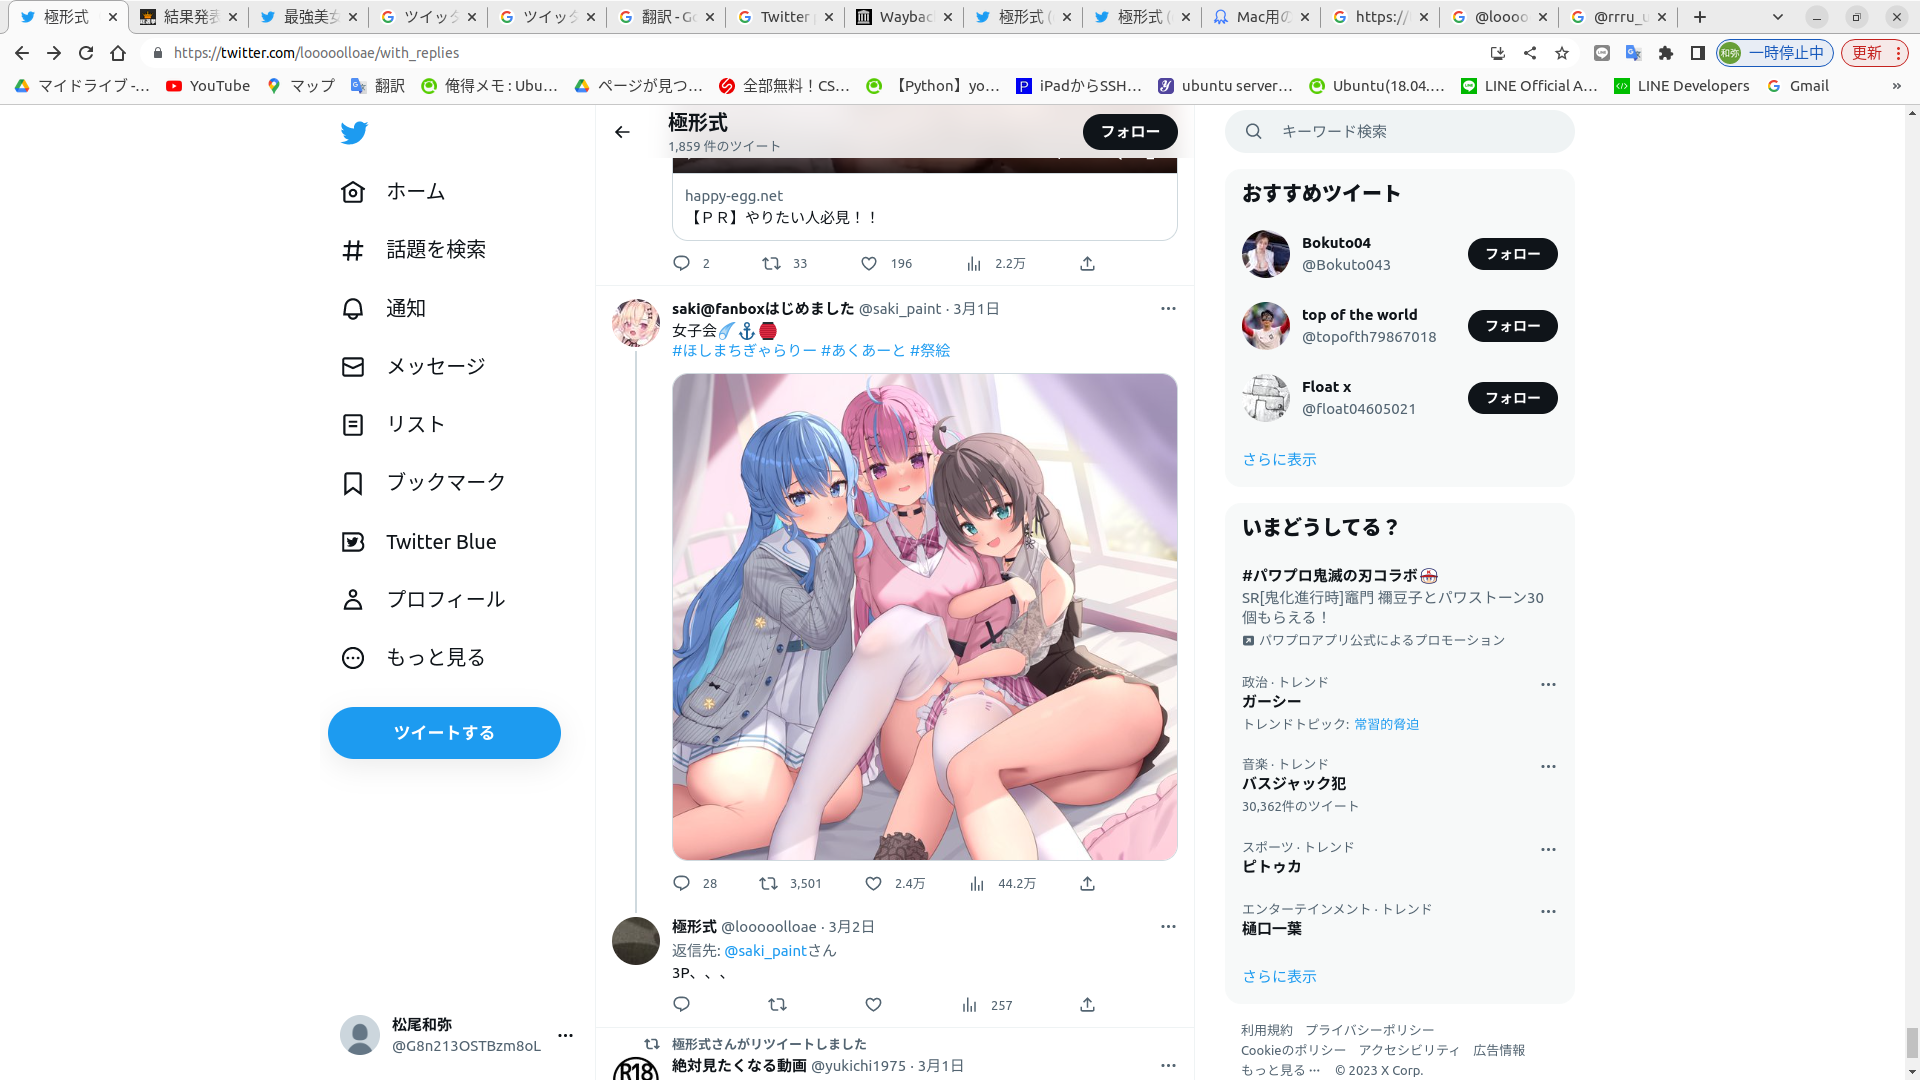 極形式
結果発表
最強美女
ツイッタ
ツイッタ
翻訳 - Go
Twitter
Wayback
極形式 (
極形式 (
Mac用の
https://
@loooo
@rrru_u
https://twitter.com/looooolloae/with_replies
和弥
一時停止中
更新
マイドライブ -...
YouTube
マップ
翻訳
俺得メモ : Ubu...
ページが見つ...
全部無料！CS...
【Python】yo...
iPadからSSH...
ubuntu server...
Ubuntu(18.04....
LINE Official A...
LINE Developers
Gmail
»
ホーム
話題を検索
通知
メッセージ
リスト
ブックマーク
Twitter Blue
プロフィール
もっと見る
ツイートする
松尾和弥
@G8n213OSTBzm8oL
極形式
1,859 件のツイート
フォロー
happy-egg.net
【ＰＲ】やりたい人必見！！
2 33 196 2.2万
saki@fanboxはじめました @saki_paint · 3月1日
女子会
#ほしまちぎゃらりー #あくあーと #祭絵
28 3,501 2.4万 44.2万
極形式 @looooolloae · 3月2日
返信先: @saki_paintさん
3P、、、
257
極形式さんがリツイートしました
R18
絶対見たくなる動画 @yukichi1975 · 3月1日
キーワード検索
おすすめツイート
Bokuto04
@Bokuto043
フォロー
top of the world
@topofth79867018
フォロー
Float x
@float04605021
フォロー
さらに表示
いまどうしてる？
#パワプロ鬼滅の刃コラボ
SR[鬼化進行時]竈門 禰豆子とパワストーン30
個もらえる！
パワプロアプリ公式によるプロモーション
政治 · トレンド
ガーシー
トレンドトピック: 常習的脅迫
音楽 · トレンド
バスジャック犯
30,362件のツイート
スポーツ · トレンド
ピトゥカ
エンターテインメント · トレンド
樋口一葉
さらに表示
利用規約 プライバシーポリシー
Cookieのポリシー アクセシビリティ 広告情報
もっと見る ··· © 2023 X Corp.